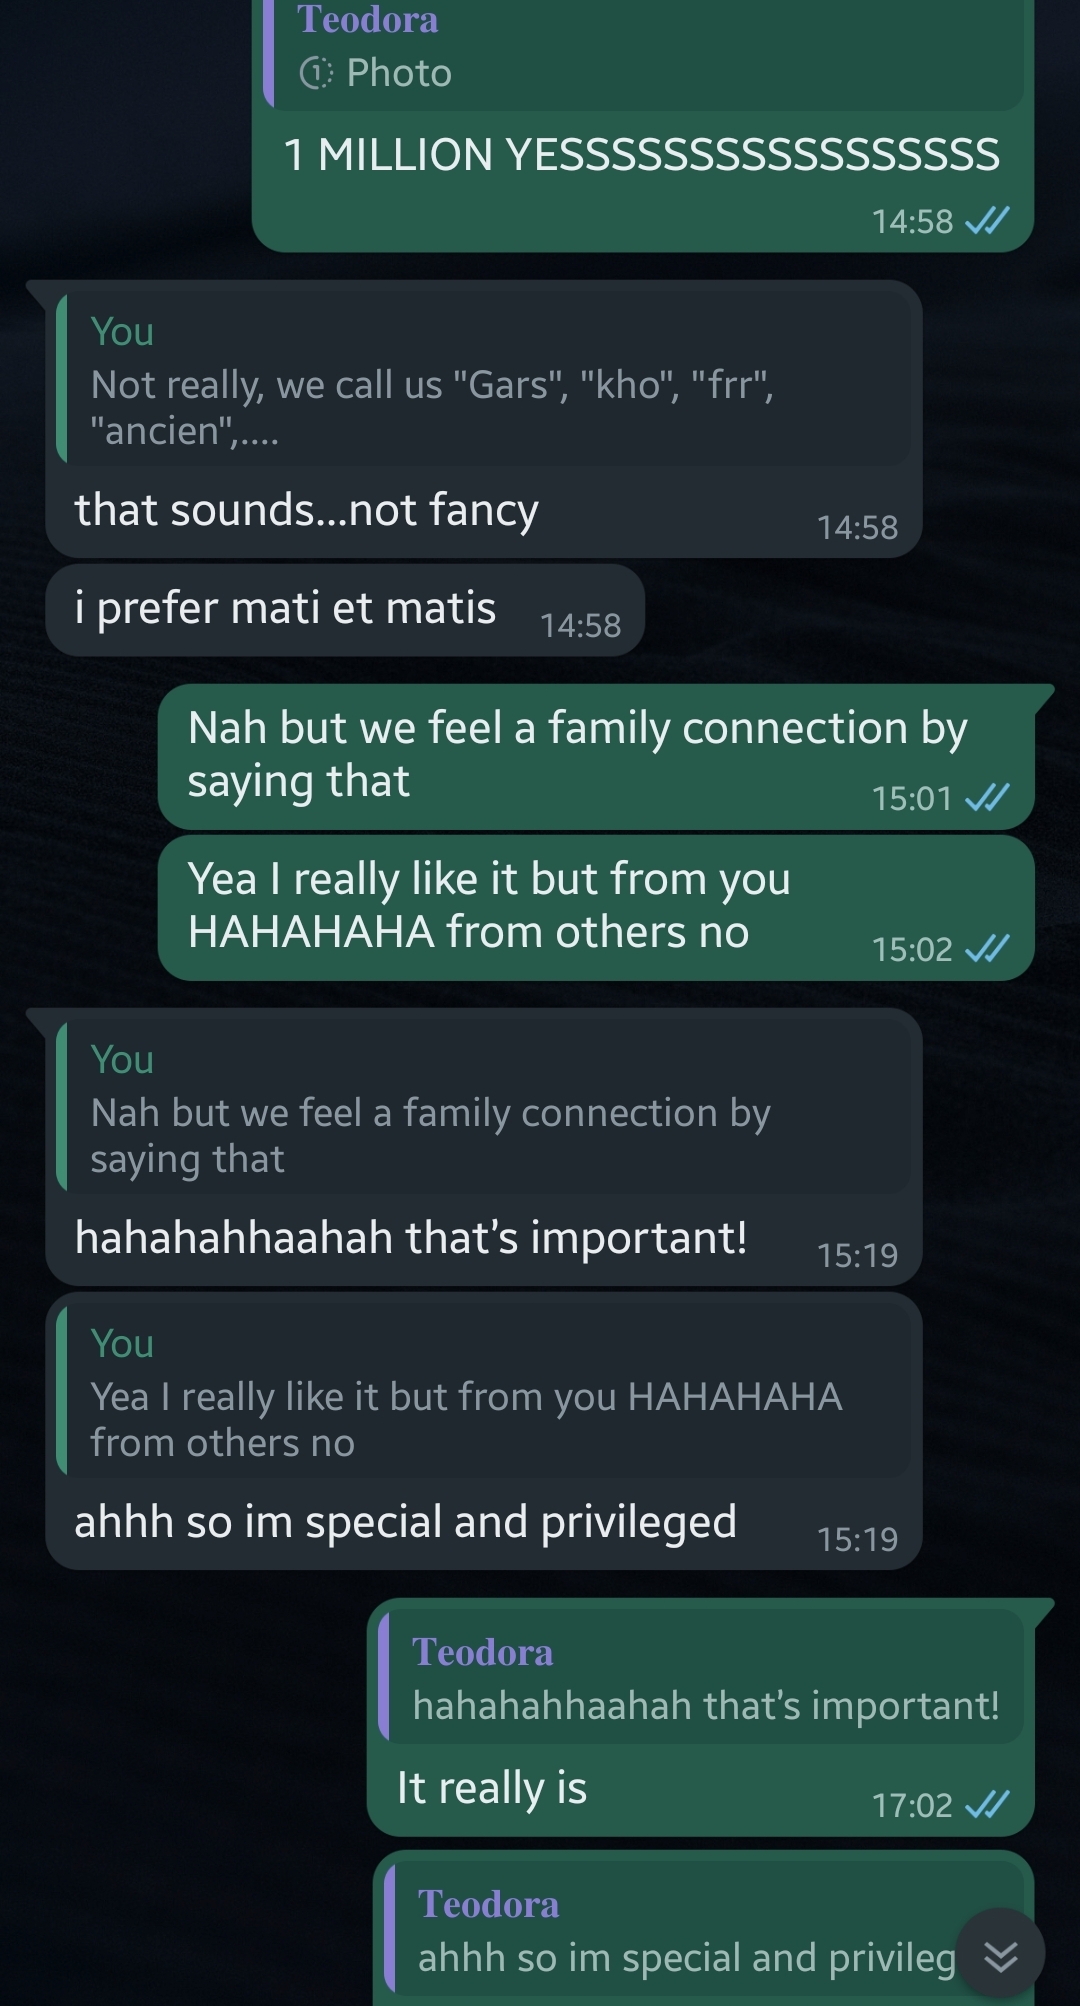 Teodora
1 Photo
1 MILLION YESSSSSSSSSSSSSSSSS
14:58
You
Not really, we call us "Gars", "kho", "frr",
"ancien",....
that sounds...not fancy
14:58
i prefer mati et matis
14:58
Nah but we feel a family connection by
saying that
15:01
Yea I really like it but from you
HAHAHAHA from others no
15:02
You
Nah but we feel a family connection by
saying that
hahahahhaahah that’s important!
15:19
You
Yea I really like it but from you HAHAHAHA
from others no
ahhh so im special and privileged
15:19
Teodora
hahahahhaahah that’s important!
It really is
17:02
Teodora
ahhh so im special and privileg